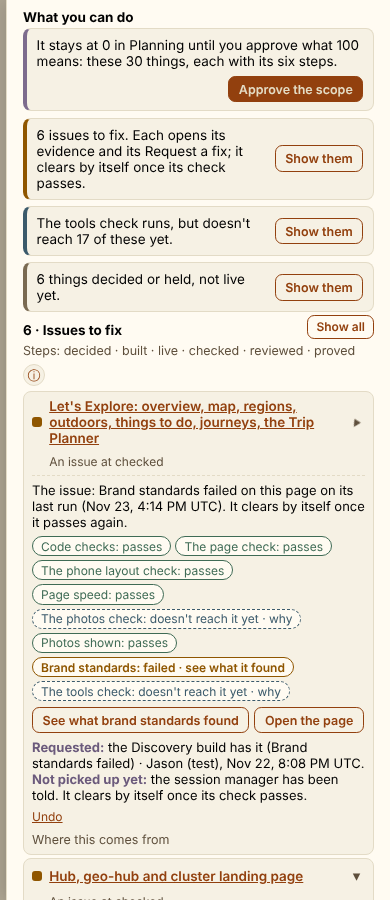 What you can do
It stays at 0 in Planning until you approve what 100
means: these 30 things, each with its six steps.
Approve the scope
6 issues to fix. Each opens its
evidence and its Request a fix; it
clears by itself once its check
passes.
Show them
The tools check runs, but doesn't
reach 17 of these yet.
Show them
6 things decided or held, not live
yet.
Show them
6 · Issues to fix
Show all
Steps: decided · built · live · checked · reviewed · proved
ⓘ
Let's Explore: overview, map, regions,
outdoors, things to do, journeys, the Trip
Planner
An issue at checked
The issue: Brand standards failed on this page on its
last run (Nov 23, 4:14 PM UTC). It clears by itself once
it passes again.
Code checks: passes
The page check: passes
The phone layout check: passes
Page speed: passes
The photos check: doesn't reach it yet · why
Photos shown: passes
Brand standards: failed · see what it found
The tools check: doesn't reach it yet · why
See what brand standards found
Open the page
Requested: the Discovery build has it (Brand
standards failed) · Jason (test), Nov 22, 8:08 PM UTC.
Not picked up yet: the session manager has been
told. It clears by itself once its check passes.
Undo
Where this comes from
Hub, geo-hub and cluster landing page
An issue at checked